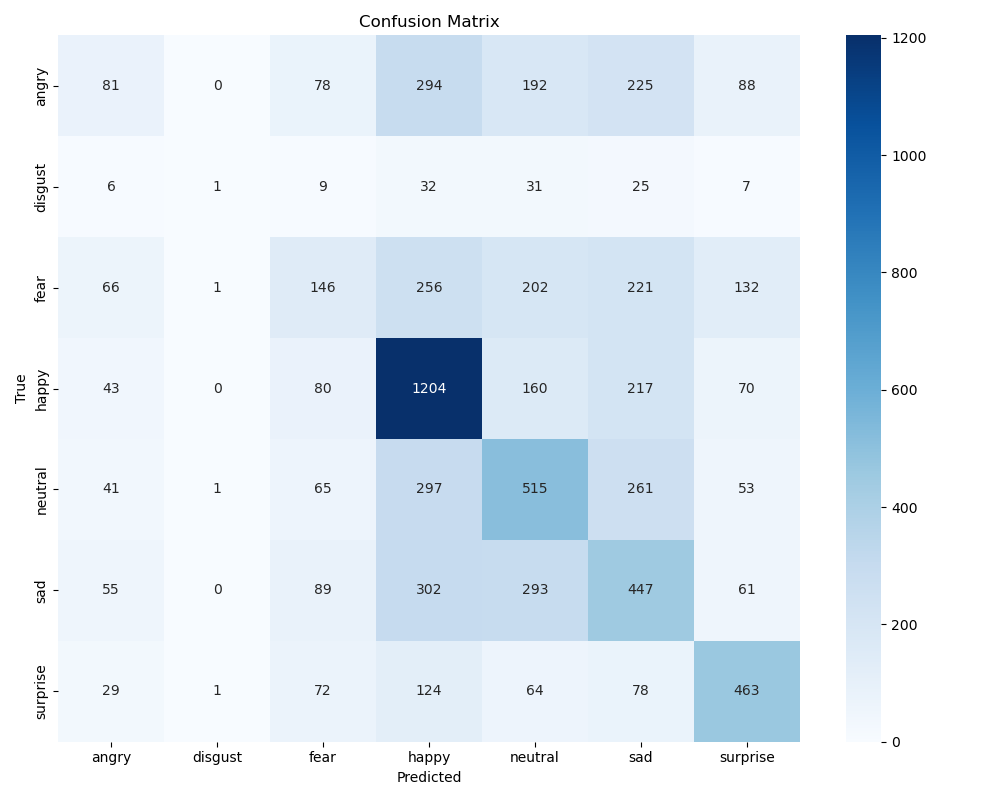 Confusion Matrix
angry 81 0 78 294 192 225 88
disgust 6 1 9 32 31 25 7
fear 66 1 146 256 202 221 132
True
happy 43 0 80 1204 160 217 70
neutral 41 1 65 297 515 261 53
sad 55 0 89 302 293 447 61
surprise 29 1 72 124 64 78 463
angry disgust fear happy neutral sad surprise
Predicted
1200
1000
800
600
400
200
0